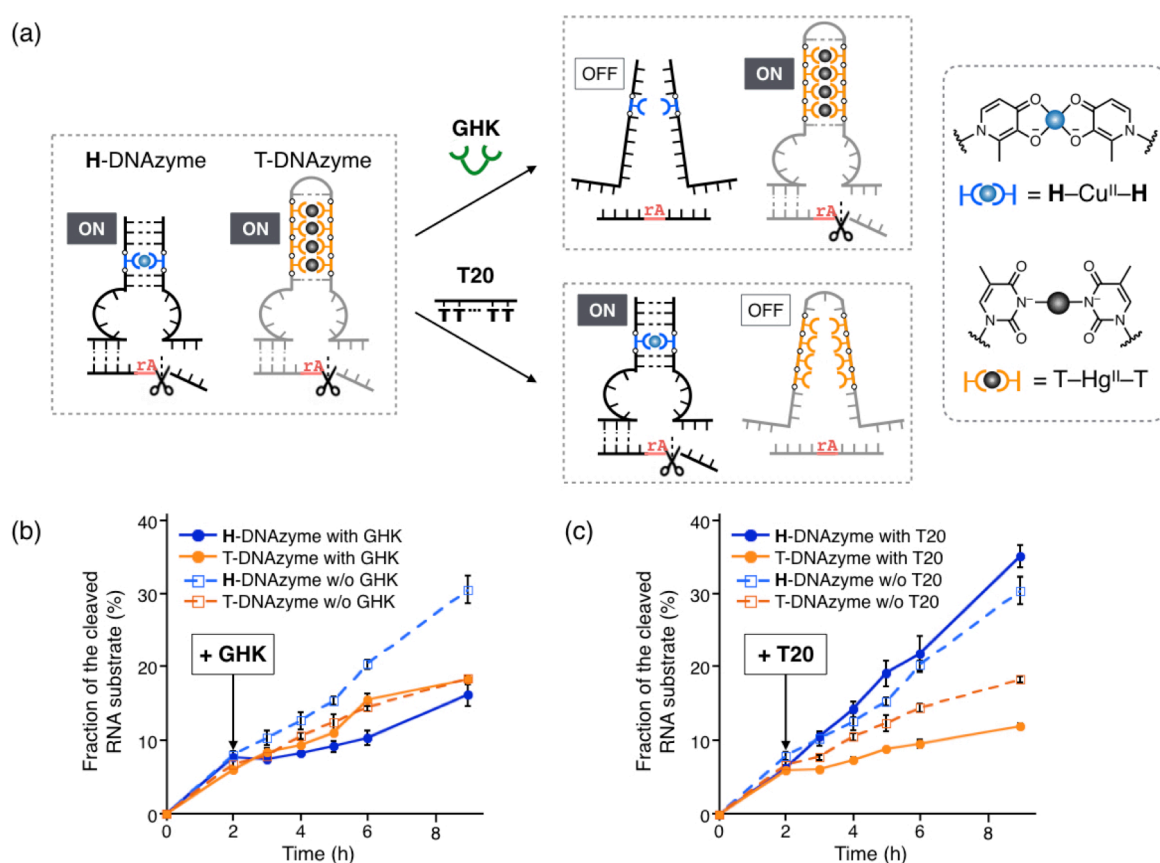 (a)
H-DNAzyme
T-DNAzyme
ON
ON
rA
rA
GHK
T20
TT TT
OFF
ON
rA
rA
ON
OFF
rA
rA
N
O
O
N
O
O
= H–Cuᴵᴵ–H
O
N
N
O
O
N
N
O
= T–Hgᴵᴵ–T
(b)
Fraction of the cleaved
RNA substrate (%)
40
30
20
10
0
H-DNAzyme with GHK
T-DNAzyme with GHK
H-DNAzyme w/o GHK
T-DNAzyme w/o GHK
+ GHK
0 2 4 6 8
Time (h)
(c)
Fraction of the cleaved
RNA substrate (%)
40
30
20
10
0
H-DNAzyme with T20
T-DNAzyme with T20
H-DNAzyme w/o T20
T-DNAzyme w/o T20
+ T20
0 2 4 6 8
Time (h)